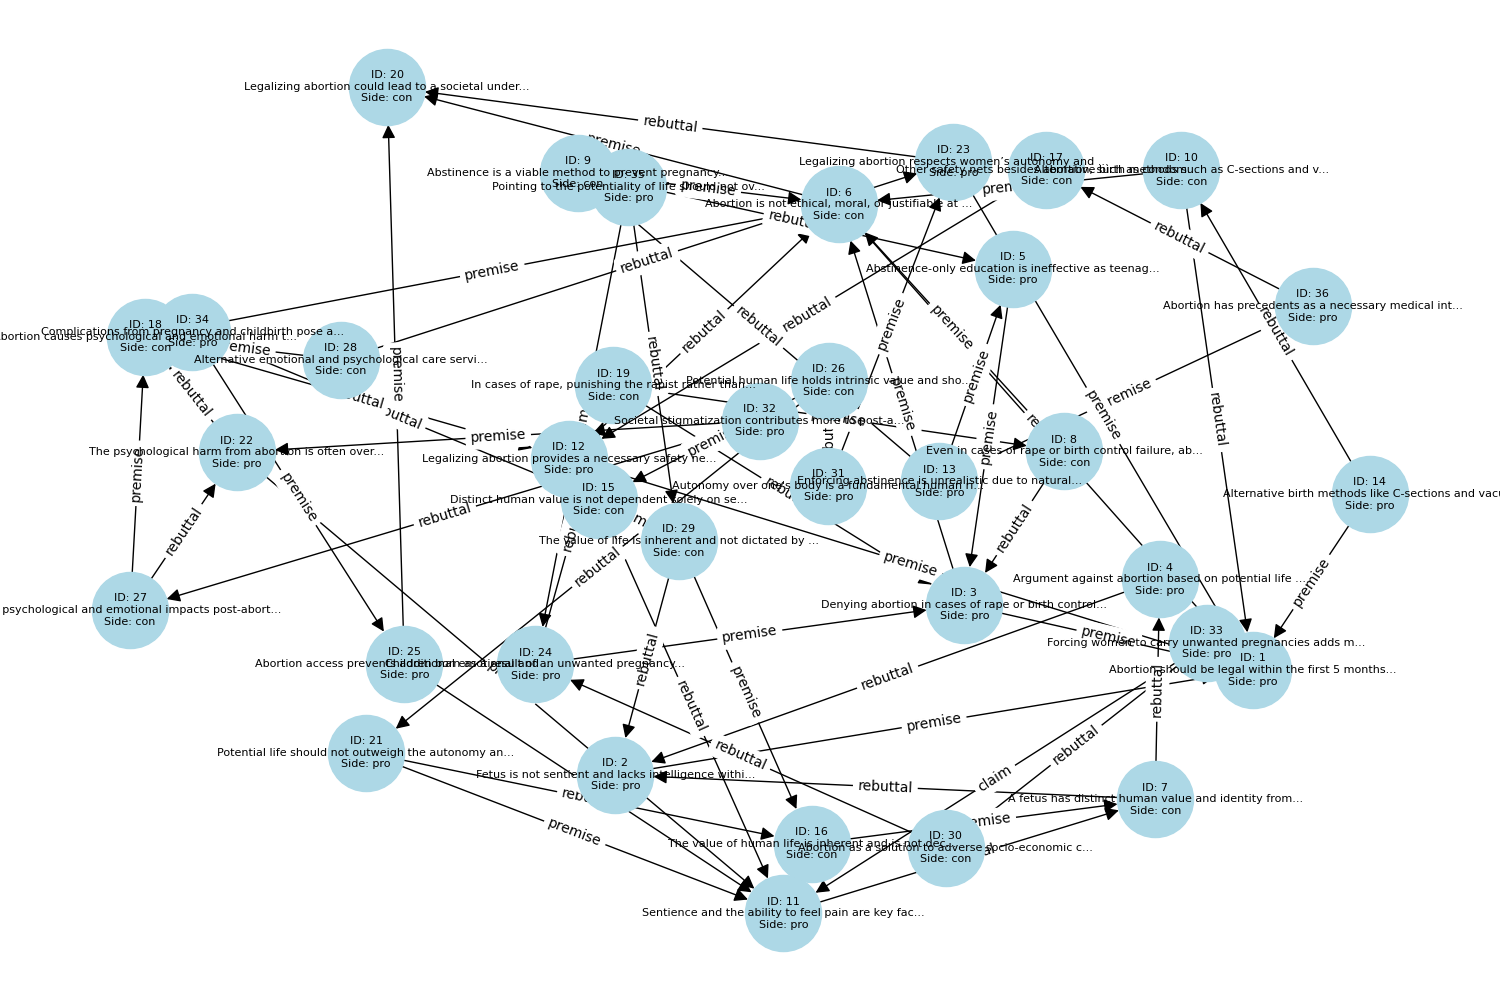 ID: 20
Legalizing abortion could lead to a societal under...
Side: con
rebuttal
premise
ID: 9
Abstinence is a viable method to prevent pregnancy...
Side: con
ID: 35
Pointing to the potentiality of life should not ov...
Side: pro
premise
ID: 6
Abortion is not ethical, moral, or justifiable at ...
Side: con
ID: 23
Legalizing abortion respects women's autonomy and ...
Side: pro
ID: 17
Other safety nets besides abortion, such as
Side: con
ID: 10
Alternative birth methods such as C-sections and v...
Side: con
rebuttal
rebuttal
premise
ID: 5
Abstinence-only education is ineffective as teenag...
Side: pro
ID: 36
Abortion has precedents as a necessary medical int...
Side: pro
ID: 18
abortion causes psychological and emotional harm t...
Side: con
ID: 34
Complications from pregnancy and childbirth pose a...
Side: pro
ID: 28
Alternative emotional and psychological care servi...
Side: con
rebuttal
rebuttal
rebuttal
premise
rebuttal
premise
ID: 19
In cases of rape, punishing the rapist rather than...
Side: con
ID: 26
Potential human life holds intrinsic value and sho...
Side: con
ID: 32
Societal stigmatization contributes more to post-a...
Side: pro
rebuttal
rebuttal
premise
premise
premise
premise
premise
rebuttal
ID: 22
The psychological harm from abortion is often over...
Side: pro
premise
ID: 12
Legalizing abortion provides a necessary safety ne...
Side: pro
ID: 8
Even in cases of rape or birth control failure, ab...
Side: con
ID: 15
Distinct human value is not dependent solely on se...
Side: con
ID: 31
Autonomy over one's body is a fundamental human r...
Side: pro
ID: 13
Enforcing abstinence is unrealistic due to natural...
Side: pro
ID: 14
Alternative birth methods like C-sections and vacu
Side: pro
premise
premise
rebuttal
rebuttal
ID: 29
The value of life is inherent and not dictated by ...
Side: con
rebuttal
rebuttal
premise
ID: 27
psychological and emotional impacts post-abort...
Side: con
ID: 3
Denying abortion in cases of rape or birth control...
Side: pro
ID: 4
Argument against abortion based on potential life ...
Side: pro
premise
premise
premise
ID: 33
Forcing women to carry unwanted pregnancies adds m...
Side: pro
ID: 1
Abortion should be legal within the first 5 months...
Side: pro
ID: 25
Abortion access prevents additional
Side: pro
ID: 24
Children born as a result of an unwanted pregnancy...
Side: pro
rebuttal
rebuttal
premise
rebuttal
rebuttal
premise
ID: 21
Potential life should not outweigh the autonomy an...
Side: pro
ID: 2
Fetus is not sentient and lacks intelligence withi...
Side: pro
rebuttal
rebuttal
claim
rebuttal
ID: 7
A fetus has distinct human value and identity from...
Side: con
premise
ID: 16
The value of human life is inherent and is not dec...
Side: con
ID: 30
Abortion as a solution to adverse socio-economic c...
Side: con
ID: 11
Sentience and the ability to feel pain are key fac...
Side: pro